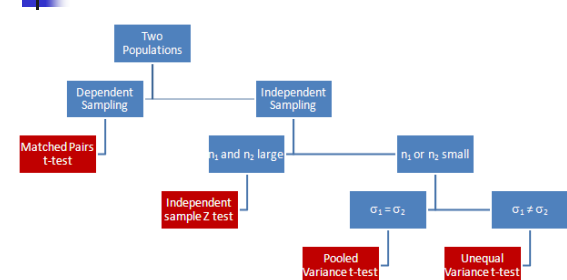 Two
Populations
Dependent
Sampling
Independent
Sampling
Matched Pairs
t-test
n₁ and n₂ large
n₁ or n₂ small
Independent
sample Z test
σ₁ = σ₂
σ₁ ≠ σ₂
Pooled
Variance t-test
Unequal
Variance t-test